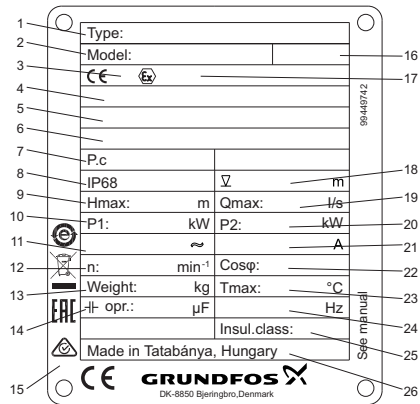 1 Type:
2 Model: 16
3 CE Ex 17
4
5
6
7 P.c
8 IP68 m 18
9 Hmax: m Qmax: l/s 19
10 P1: kW P2: kW 20
11 ~ A 21
12 n: min⁻¹ Cosφ: 22
13 Weight: kg Tmax: °C 23
14 opr.: µF Hz 24
Insul.class: 25
Made in Tatabánya, Hungary 26
15 CE GRUNDFOS
DK-8850 Bjeringbro,Denmark
99449742
See manual
e
EAC